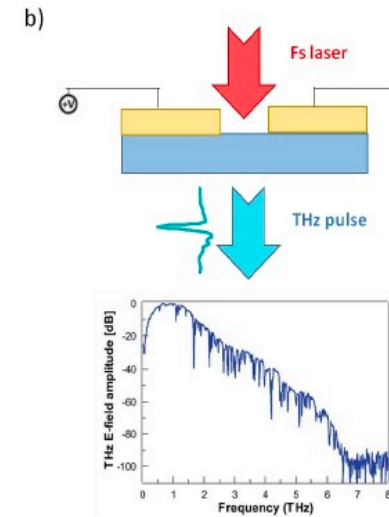 b)
Fs laser
+V
THz pulse
THz E-field amplitude [dB]
0
-20
-40
-60
-80
-100
0 1 2 3 4 5 6 7 8
Frequency (THz)